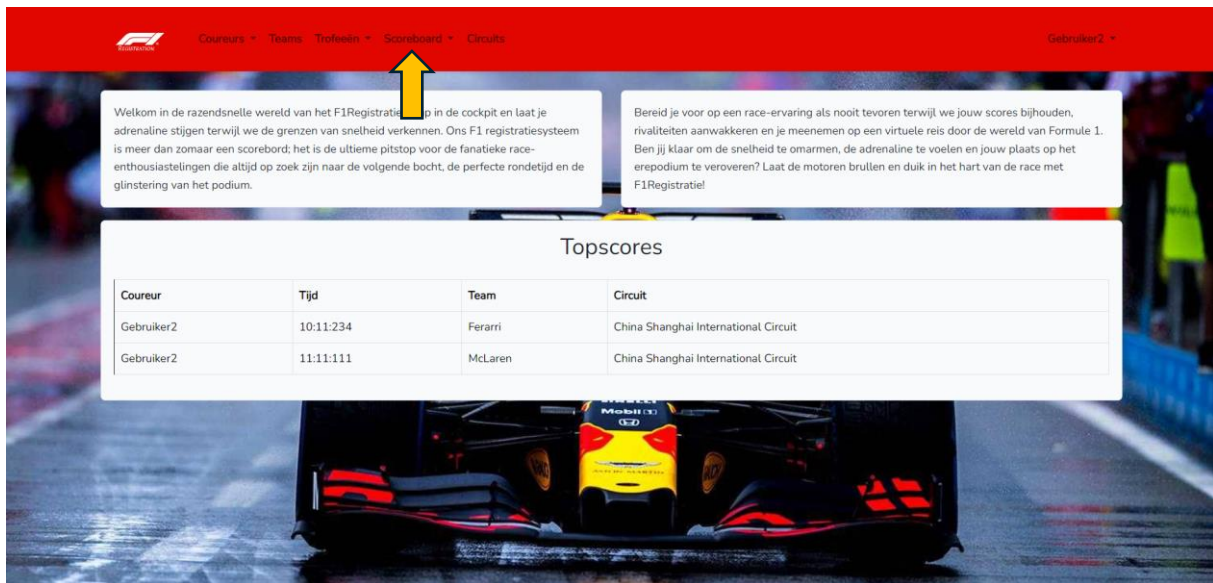 REGISTRATION
Coureurs Teams Trofeeën Scoreboard Circuits Gebruiker2
Welkom in de razendsnelle wereld van het F1Registratie p in de cockpit en laat je
adrenaline stijgen terwijl we de grenzen van snelheid verkennen. Ons F1 registratiesysteem
is meer dan zomaar een scorebord; het is de ultieme pitstop voor de fanatieke race-
enthousiastelingen die altijd op zoek zijn naar de volgende bocht, de perfecte rondetijd en de
glinstering van het podium.
Bereid je voor op een race-ervaring als nooit tevoren terwijl we jouw scores bijhouden,
rivaliteiten aanwakkeren en je meenemen op een virtuele reis door de wereld van Formule 1.
Ben jij klaar om de snelheid te omarmen, de adrenaline te voelen en jouw plaats op het
erepodium te veroveren? Laat de motoren brullen en duik in het hart van de race met
F1Registratie!
Topscores
Coureur Tijd Team Circuit
Gebruiker2 10:11:234 Ferarri China Shanghai International Circuit
Gebruiker2 11:11:111 McLaren China Shanghai International Circuit
Mobil 1
ASTON MARTIN